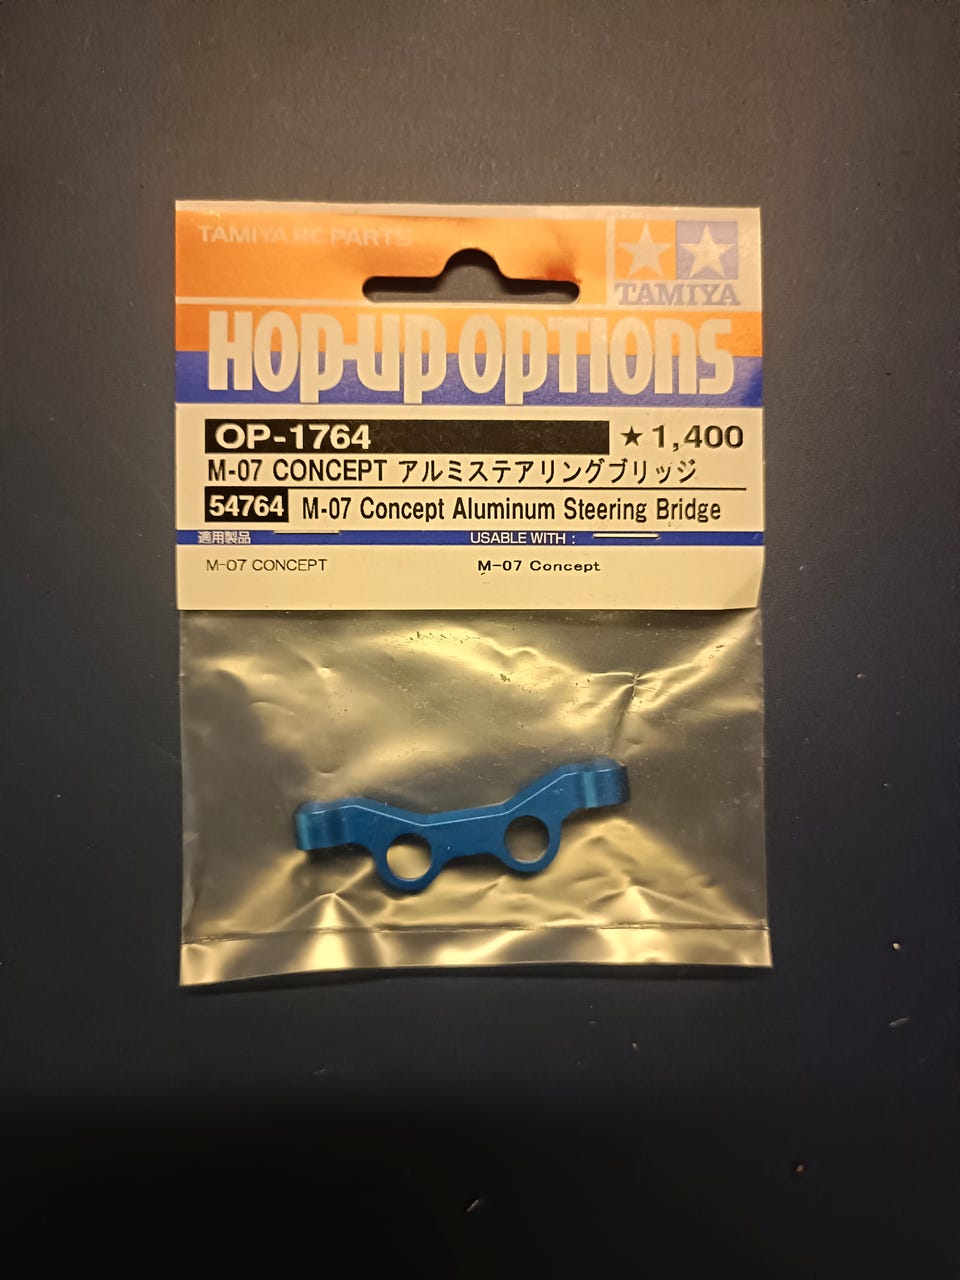 TAMIYA RC PARTS
TAMIYA
HOP-UP OPTIONS
OP-1764 ★1,400
M-07 CONCEPT アルミステアリングブリッジ
54764 M-07 Concept Aluminum Steering Bridge
適用製品 USABLE WITH :
M-07 CONCEPT M-07 Concept